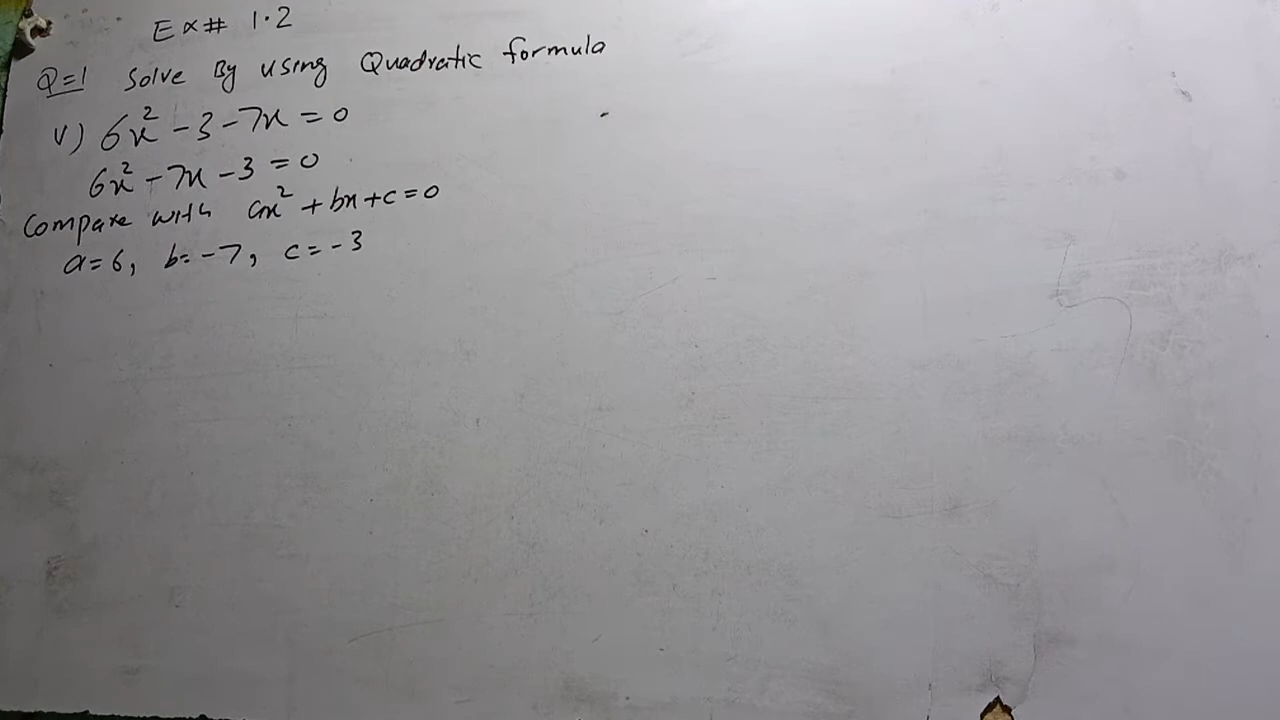 Ex# 1.2
Q=1 Solve By using Quadratic formula
v) 6x² - 3 - 7x = 0
6x² - 7x - 3 = 0
Compare with ax² + bx + c = 0
a = 6, b = -7, c = -3